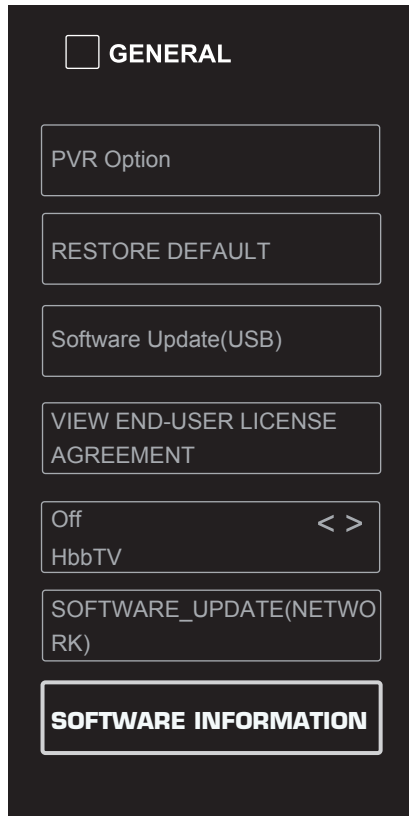 GENERAL
PVR Option
RESTORE DEFAULT
Software Update(USB)
VIEW END-USER LICENSE
AGREEMENT
Off < >
HbbTV
SOFTWARE_UPDATE(NETWO
RK)
SOFTWARE INFORMATION